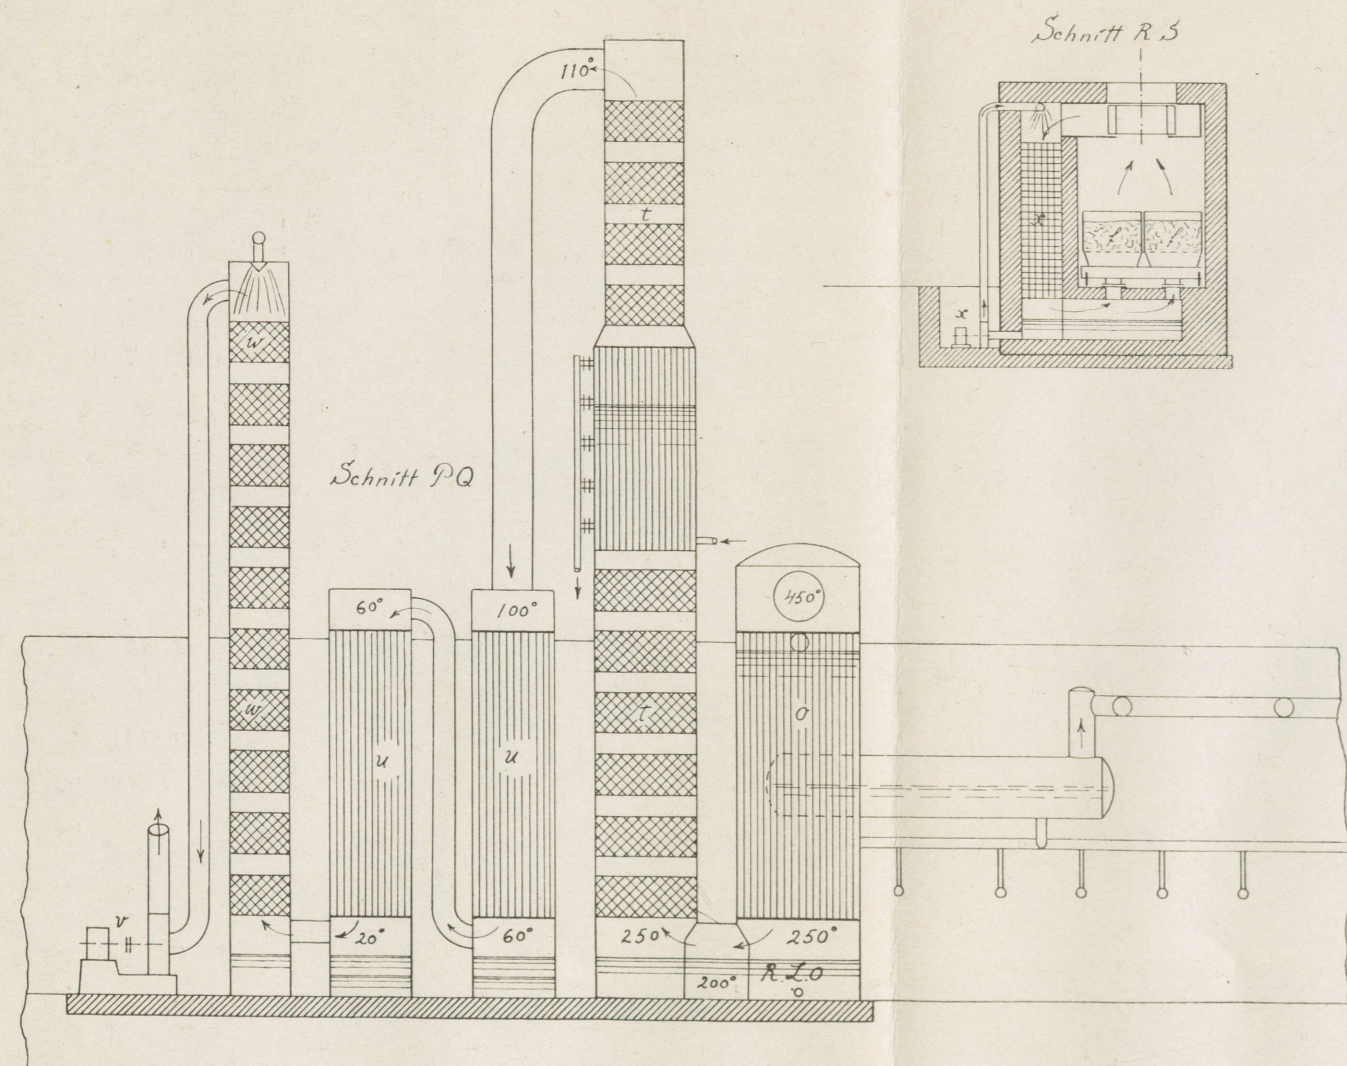 Schnitt R S
110°
t
x
f f
x
w
Schnitt PQ
450°
60°
100°
w
t
o
u
u
v
20°
60°
250°
250°
200°
R.L.O